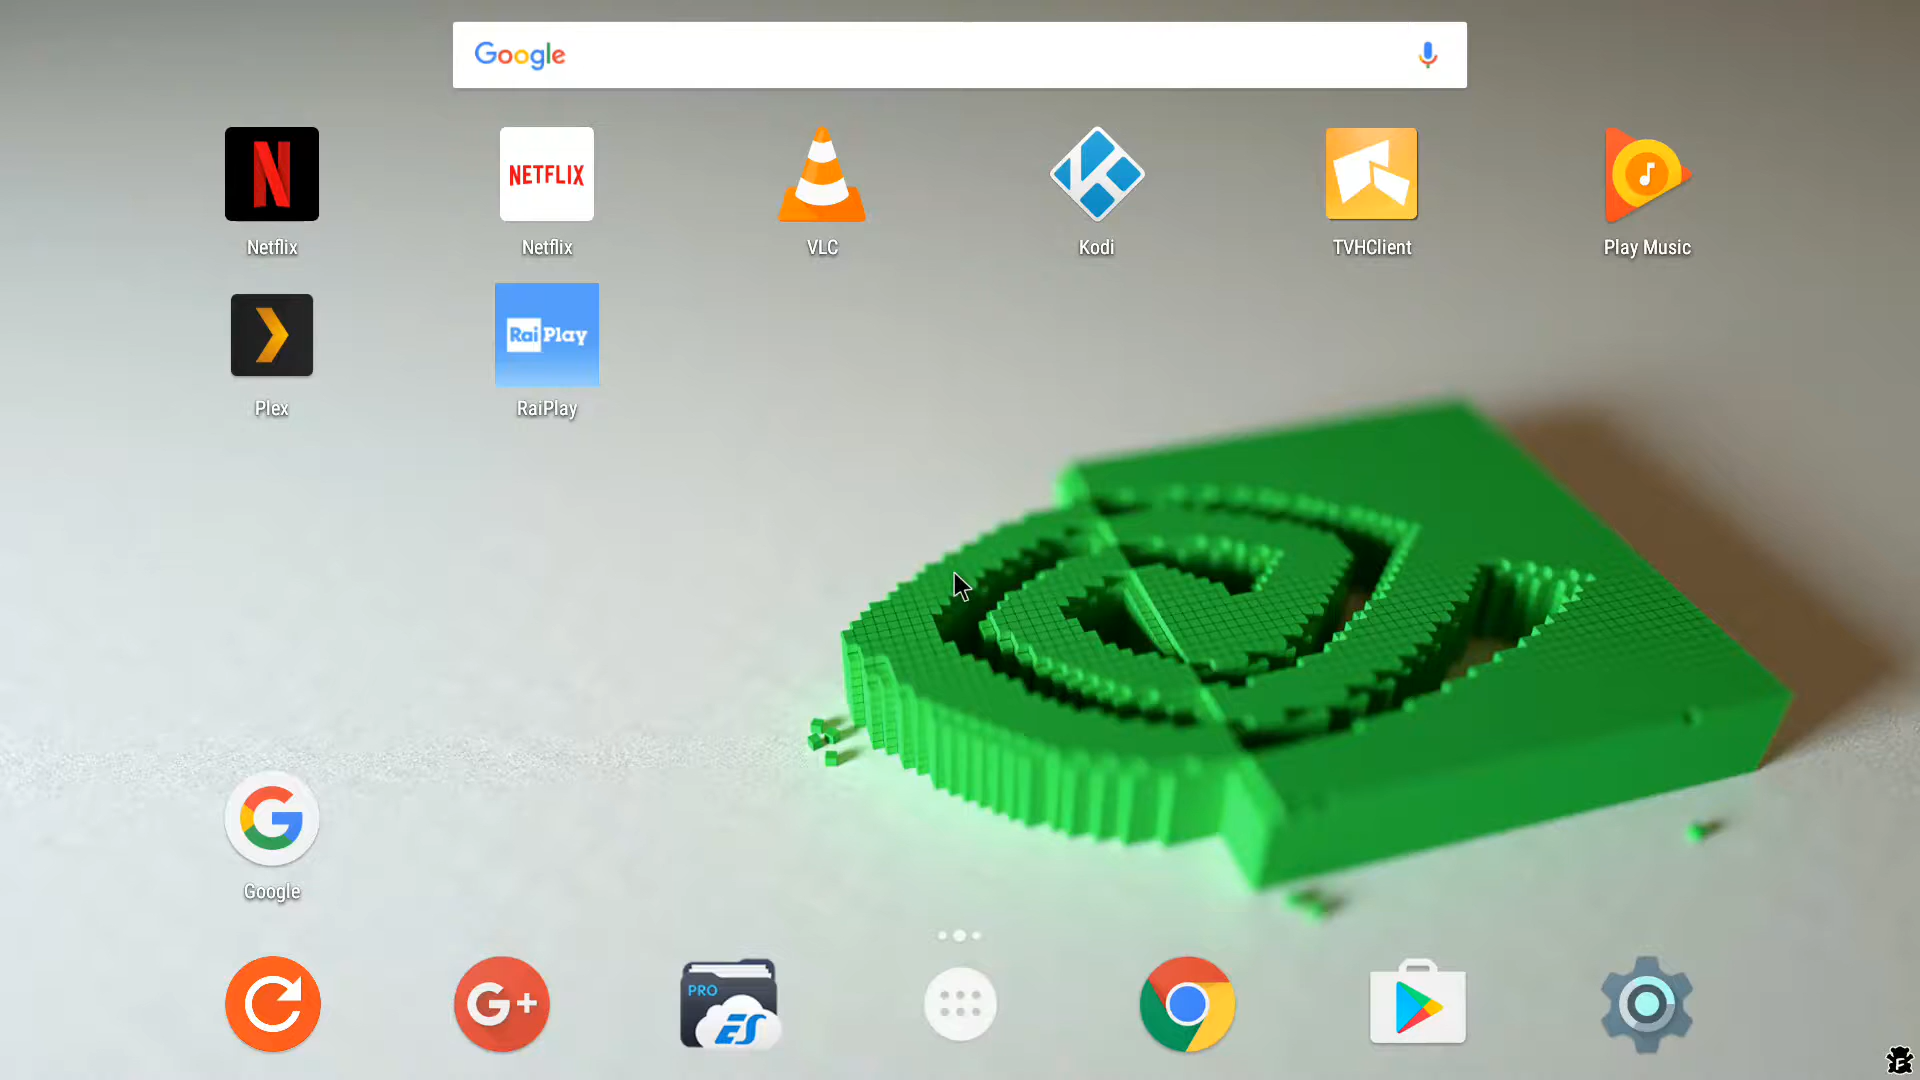 Google
NETFLIX
Netflix
Netflix
VLC
Kodi
TVHClient
Play Music
Rai Play
Plex
RaiPlay
G
Google
G+
PRO
ES
F